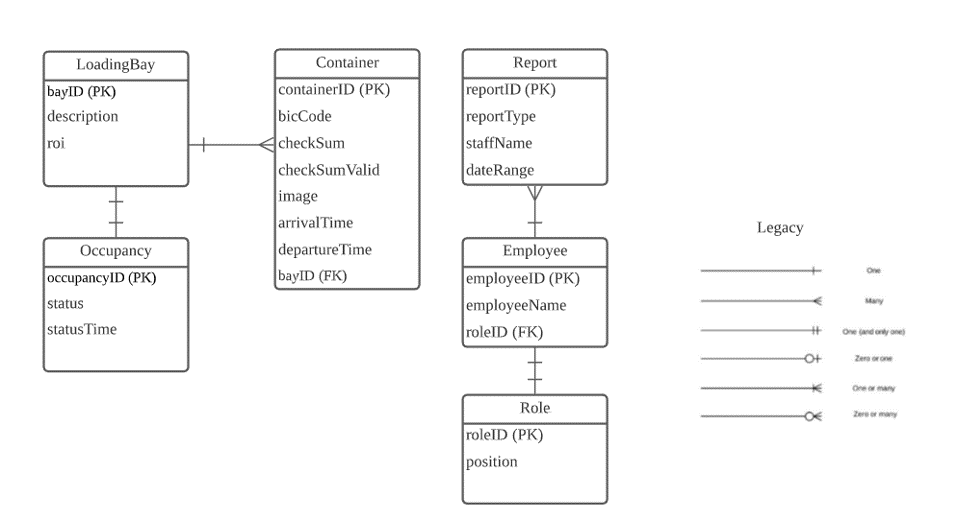 LoadingBay
bayID (PK)
description
roi
Container
containerID (PK)
bicCode
checkSum
checkSumValid
image
arrivalTime
departureTime
bayID (FK)
Report
reportID (PK)
reportType
staffName
dateRange
Occupancy
occupancyID (PK)
status
statusTime
Employee
employeeID (PK)
employeeName
roleID (FK)
Role
roleID (PK)
position
Legacy
One
Many
One (and only one)
Zero or one
One or many
Zero or many